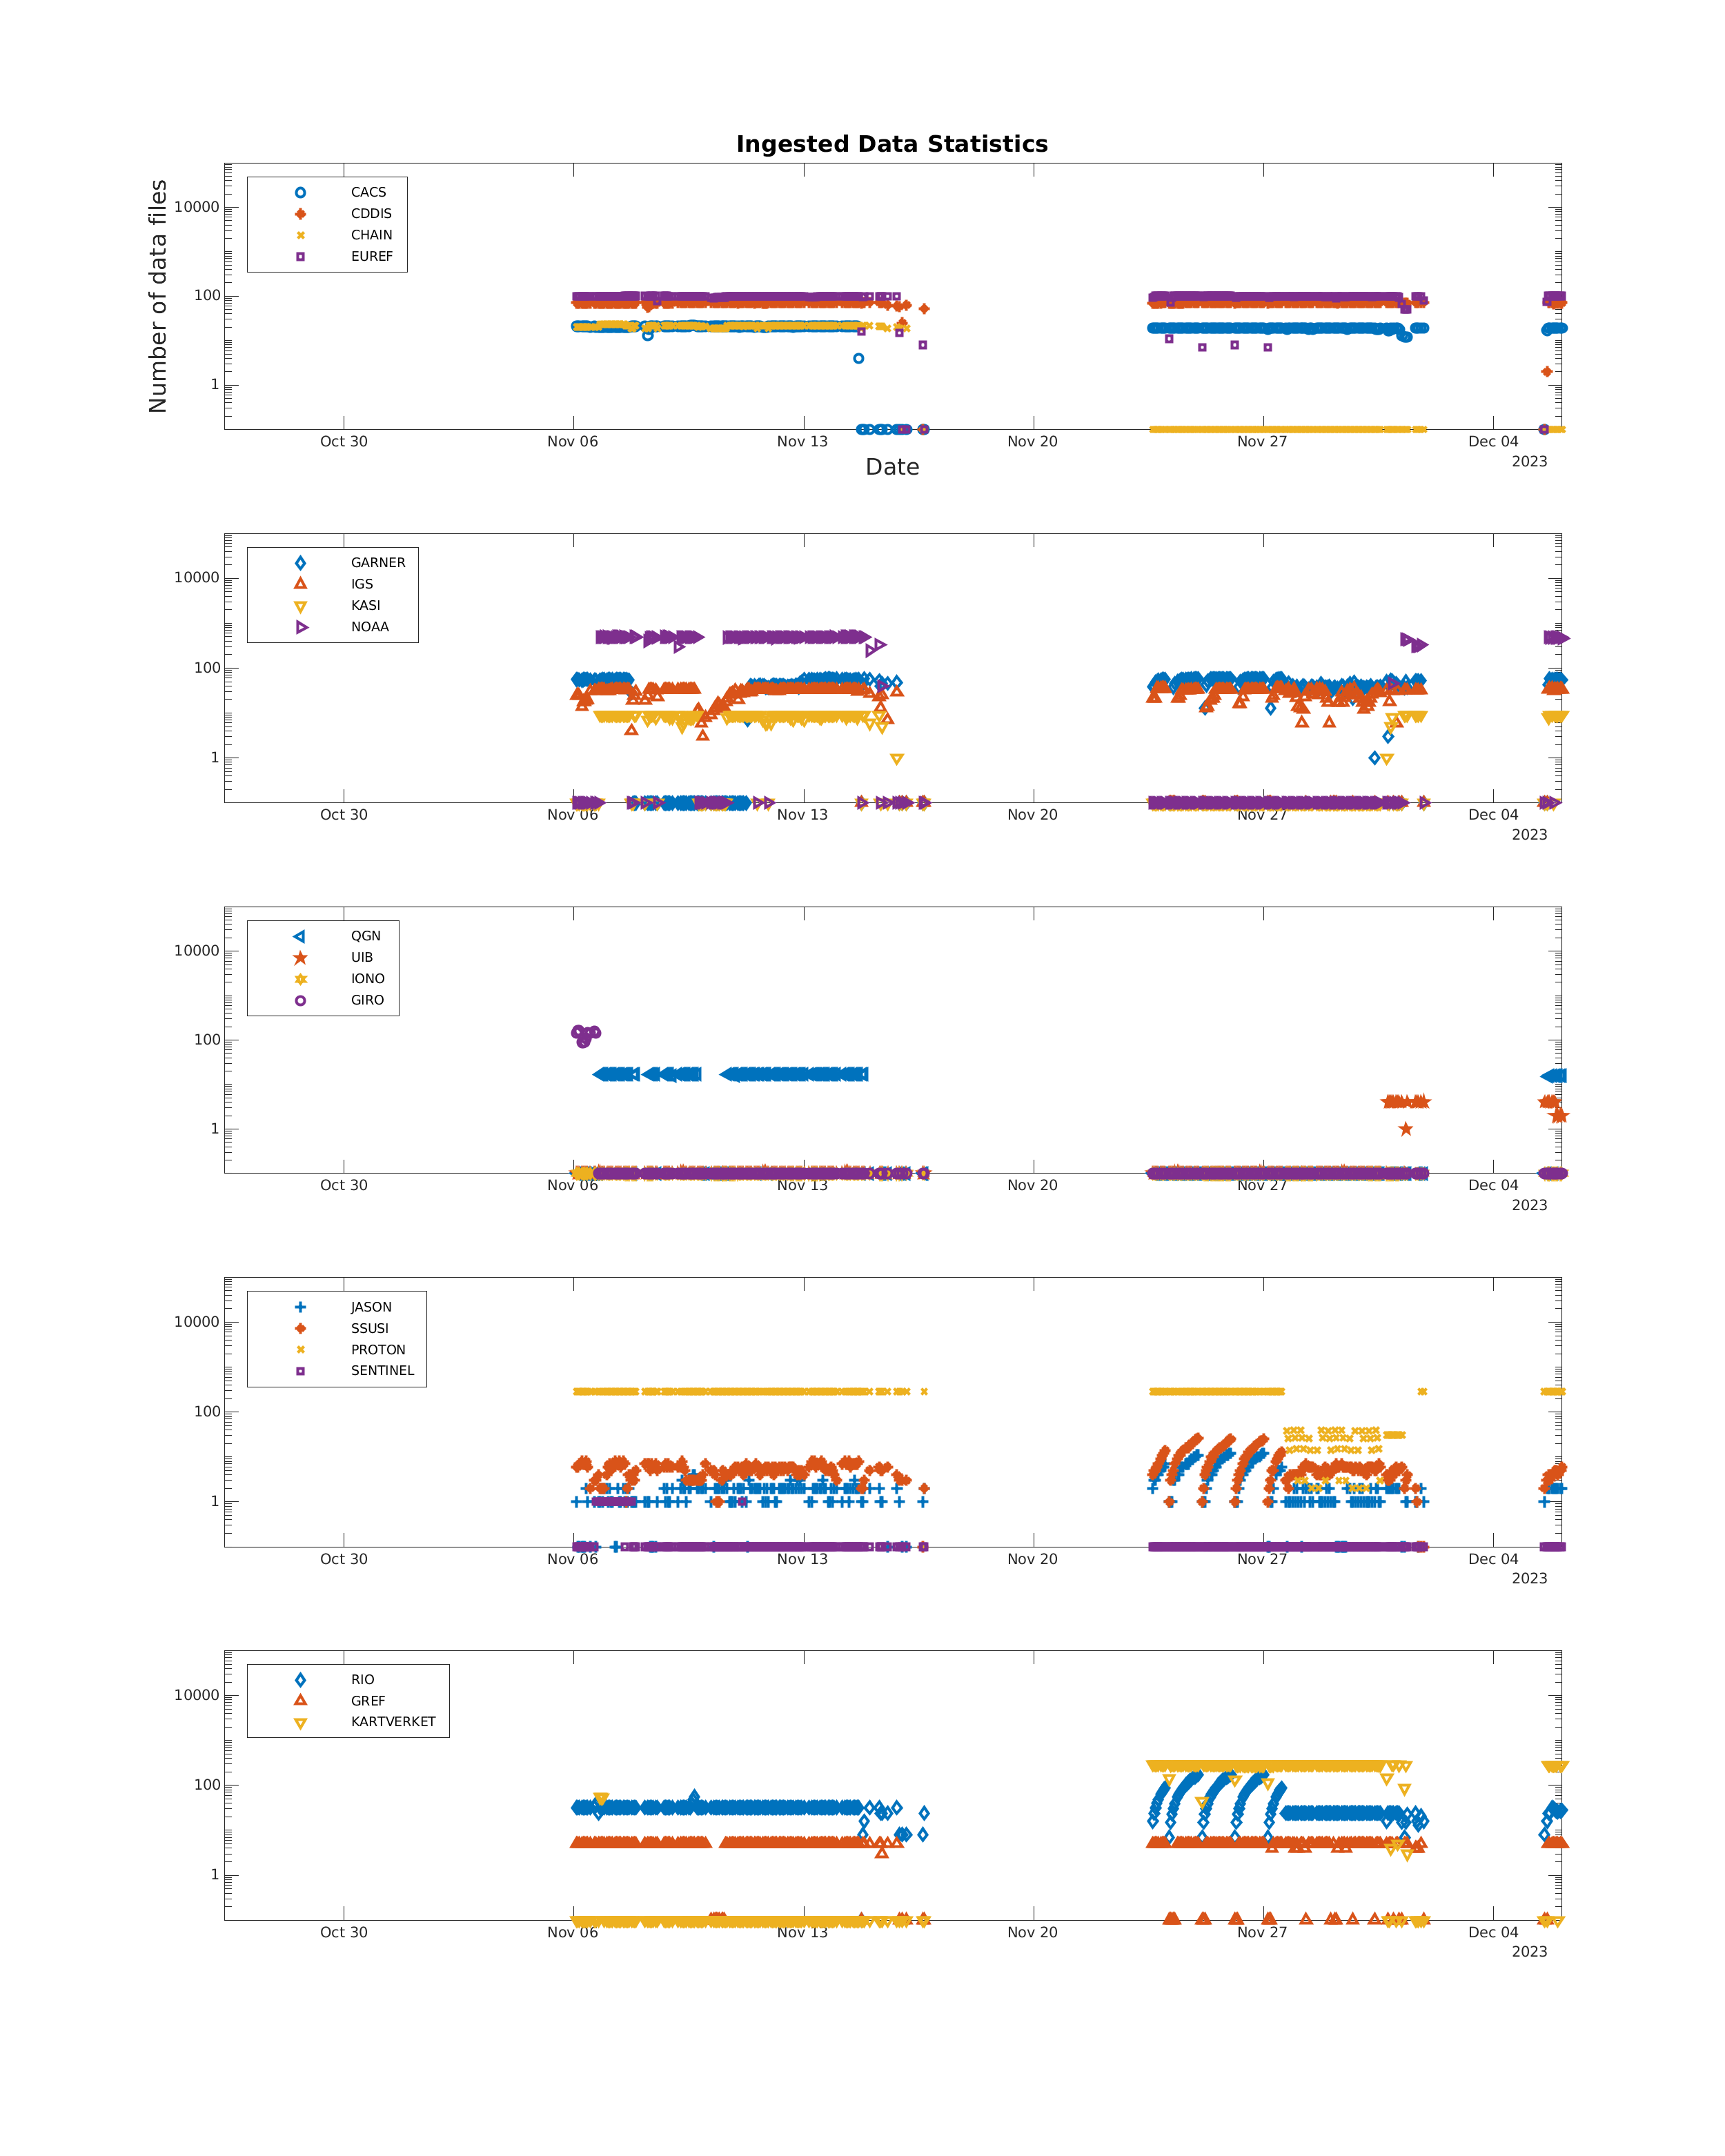 Ingested Data Statistics
Number of data files
10000
100
1
CACS
CDDIS
CHAIN
EUREF
Oct 30 Nov 06 Nov 13 Nov 20 Nov 27 Dec 04
2023
Date
10000
100
1
GARNER
IGS
KASI
NOAA
Oct 30 Nov 06 Nov 13 Nov 20 Nov 27 Dec 04
2023
10000
100
1
QGN
UIB
IONO
GIRO
Oct 30 Nov 06 Nov 13 Nov 20 Nov 27 Dec 04
2023
10000
100
1
JASON
SSUSI
PROTON
SENTINEL
Oct 30 Nov 06 Nov 13 Nov 20 Nov 27 Dec 04
2023
10000
100
1
RIO
GREF
KARTVERKET
Oct 30 Nov 06 Nov 13 Nov 20 Nov 27 Dec 04
2023